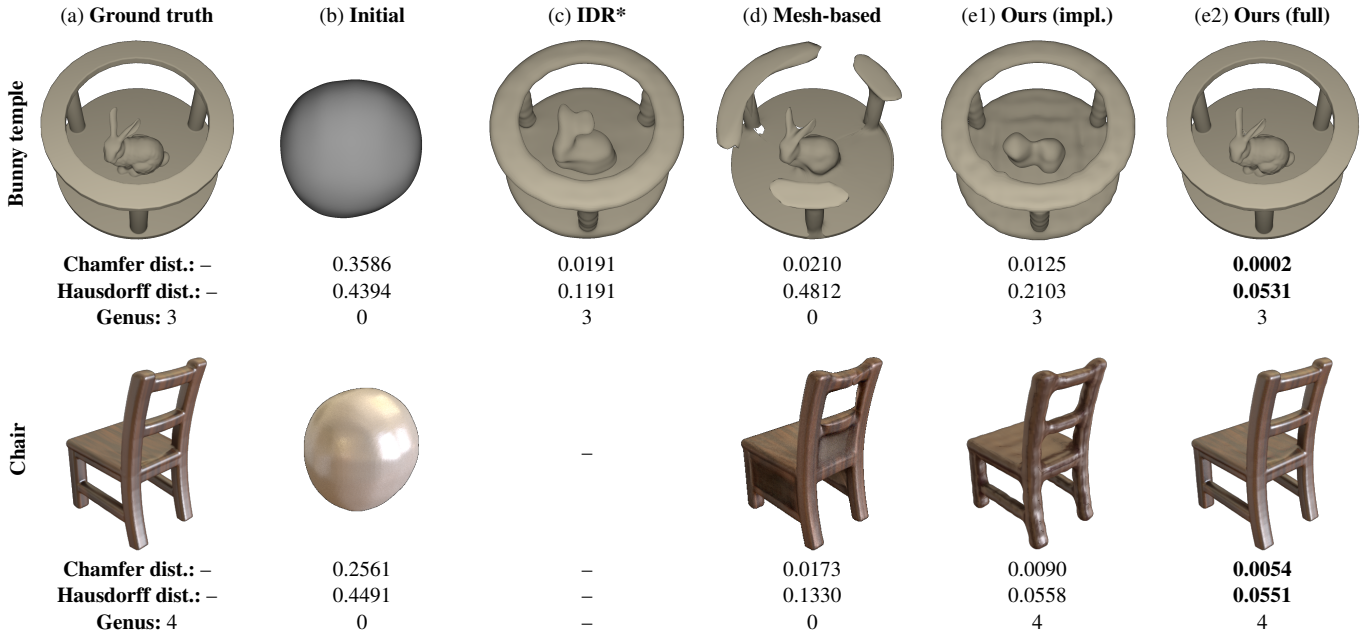 (a) Ground truth (b) Initial (c) IDR* (d) Mesh-based (e1) Ours (impl.) (e2) Ours (full)
Bunny temple
Chamfer dist.: – 0.3586 0.0191 0.0210 0.0125 0.0002
Hausdorff dist.: – 0.4394 0.1191 0.4812 0.2103 0.0531
Genus: 3 0 3 0 3 3
Chair
–
Chamfer dist.: – 0.2561 – 0.0173 0.0090 0.0054
Hausdorff dist.: – 0.4491 – 0.1330 0.0558 0.0551
Genus: 4 0 – 0 4 4